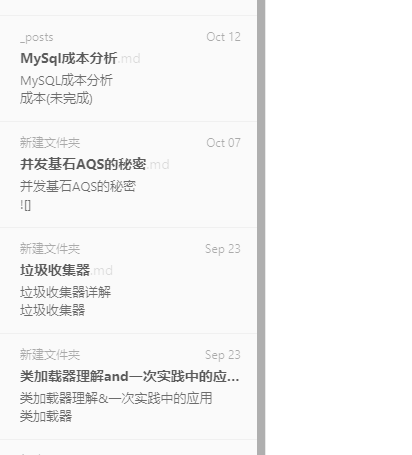 _posts Oct 12
MySql成本分析.md
MySQL成本分析
成本(未完成)
新建文件夹 Oct 07
并发基石AQS的秘密.md
并发基石AQS的秘密
![]
新建文件夹 Sep 23
垃圾收集器.md
垃圾收集器详解
垃圾收集器
新建文件夹 Sep 23
类加载器理解and一次实践中的应...
类加载器理解&一次实践中的应用
类加载器